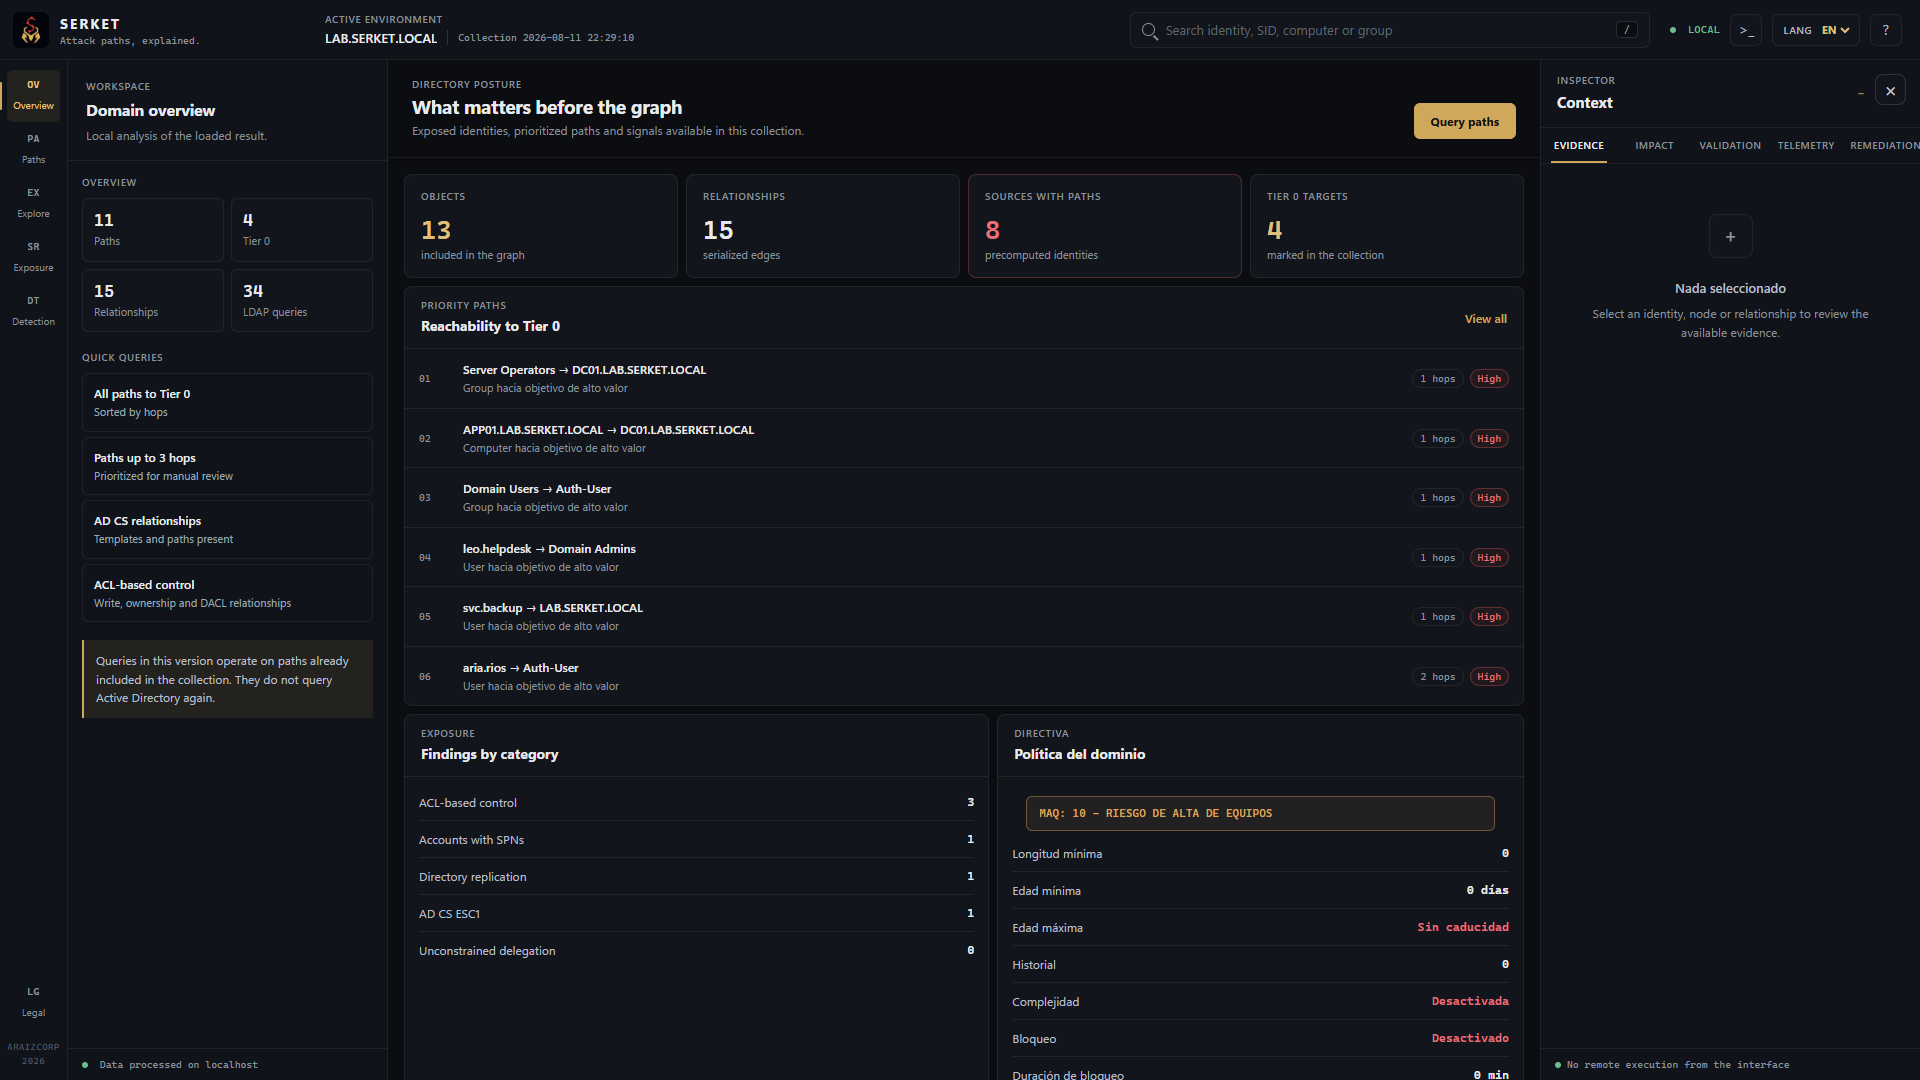 SERKET
Attack paths, explained.
ACTIVE ENVIRONMENT
LAB.SERKET.LOCAL
Collection 2026-08-11 22:29:10
Search identity, SID, computer or group
/
LOCAL
>_
LANG EN
?
OV
Overview
PA
Paths
EX
Explore
SR
Exposure
DT
Detection
LG
Legal
ARAIZCORP
2026
WORKSPACE
Domain overview
Local analysis of the loaded result.
OVERVIEW
11
Paths
4
Tier 0
15
Relationships
34
LDAP queries
QUICK QUERIES
All paths to Tier 0
Sorted by hops
Paths up to 3 hops
Prioritized for manual review
AD CS relationships
Templates and paths present
ACL-based control
Write, ownership and DACL relationships
Queries in this version operate on paths already
included in the collection. They do not query
Active Directory again.
Data processed on localhost
DIRECTORY POSTURE
What matters before the graph
Exposed identities, prioritized paths and signals available in this collection.
Query paths
OBJECTS
13
included in the graph
RELATIONSHIPS
15
serialized edges
SOURCES WITH PATHS
8
precomputed identities
TIER 0 TARGETS
4
marked in the collection
PRIORITY PATHS
Reachability to Tier 0
View all
01
Server Operators → DC01.LAB.SERKET.LOCAL
Group hacia objetivo de alto valor
1 hops
High
02
APP01.LAB.SERKET.LOCAL → DC01.LAB.SERKET.LOCAL
Computer hacia objetivo de alto valor
1 hops
High
03
Domain Users → Auth-User
Group hacia objetivo de alto valor
1 hops
High
04
leo.helpdesk → Domain Admins
User hacia objetivo de alto valor
1 hops
High
05
svc.backup → LAB.SERKET.LOCAL
User hacia objetivo de alto valor
1 hops
High
06
aria.rios → Auth-User
User hacia objetivo de alto valor
2 hops
High
EXPOSURE
Findings by category
ACL-based control 3
Accounts with SPNs 1
Directory replication 1
AD CS ESC1 1
Unconstrained delegation 0
DIRECTIVA
Política del dominio
MAQ: 10 — RIESGO DE ALTA DE EQUIPOS
Longitud mínima 0
Edad mínima 0 días
Edad máxima Sin caducidad
Historial 0
Complejidad Desactivada
Bloqueo Desactivado
Duración de bloqueo 0 min
INSPECTOR
Context
–
×
EVIDENCE
IMPACT
VALIDATION
TELEMETRY
REMEDIATION
+
Nada seleccionado
Select an identity, node or relationship to review the
available evidence.
No remote execution from the interface